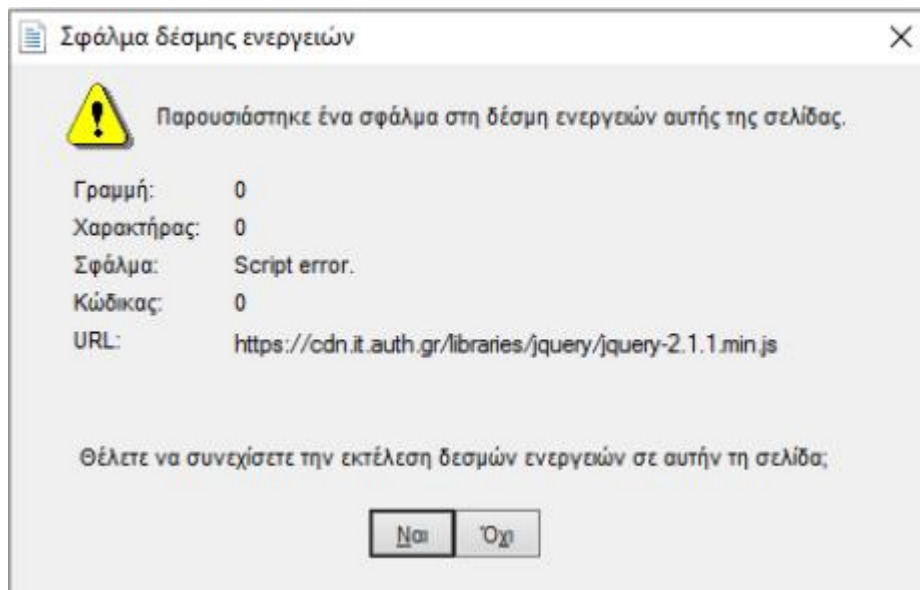 Σφάλμα δέσμης ενεργειών
Παρουσιάστηκε ένα σφάλμα στη δέσμη ενεργειών αυτής της σελίδας.
Γραμμή: 0
Χαρακτήρας: 0
Σφάλμα: Script error.
Κώδικας: 0
URL: https://cdn.it.auth.gr/libraries/jquery/jquery-2.1.1.min.js
Θέλετε να συνεχίσετε την εκτέλεση δεσμών ενεργειών σε αυτήν τη σελίδα;
Ναι Όχι